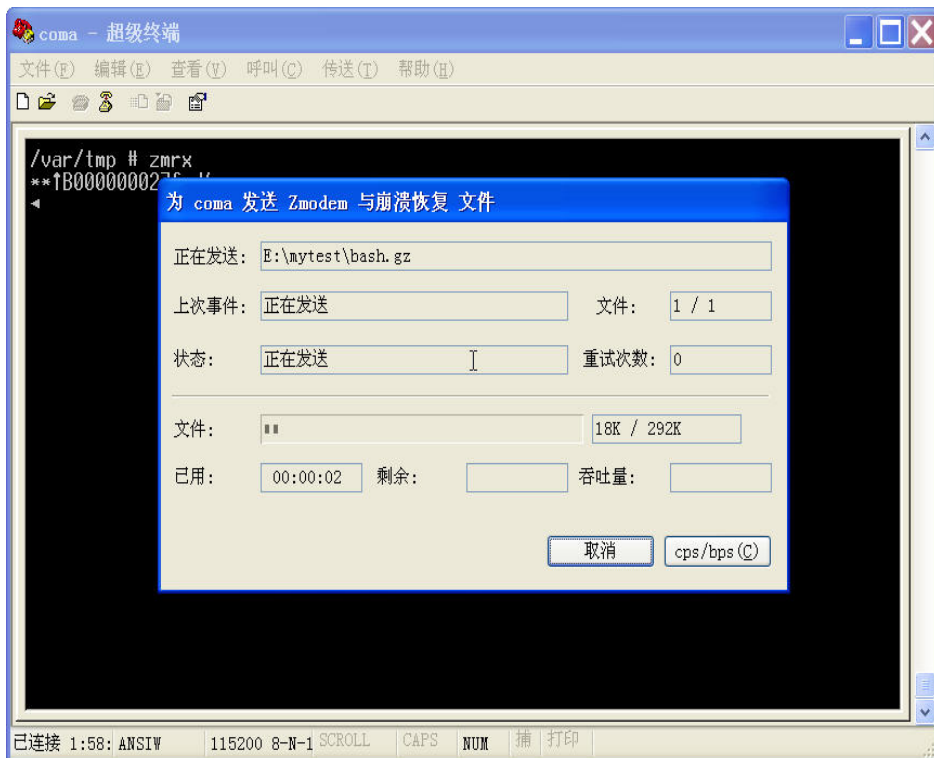 coma - 超级终端
文件(F) 编辑(E) 查看(V) 呼叫(C) 传送(T) 帮助(H)
/var/tmp # zmrx
**↑B00000002
为 coma 发送 Zmodem 与崩溃恢复 文件
正在发送: E:\mytest\bash.gz
上次事件: 正在发送 文件: 1 / 1
状态: 正在发送 重试次数: 0
文件: 18K / 292K
已用: 00:00:02 剩余: 吞吐量:
取消 cps/bps(C)
已连接 1:58: ANSIW 115200 8-N-1 SCROLL CAPS NUM 捕 打印